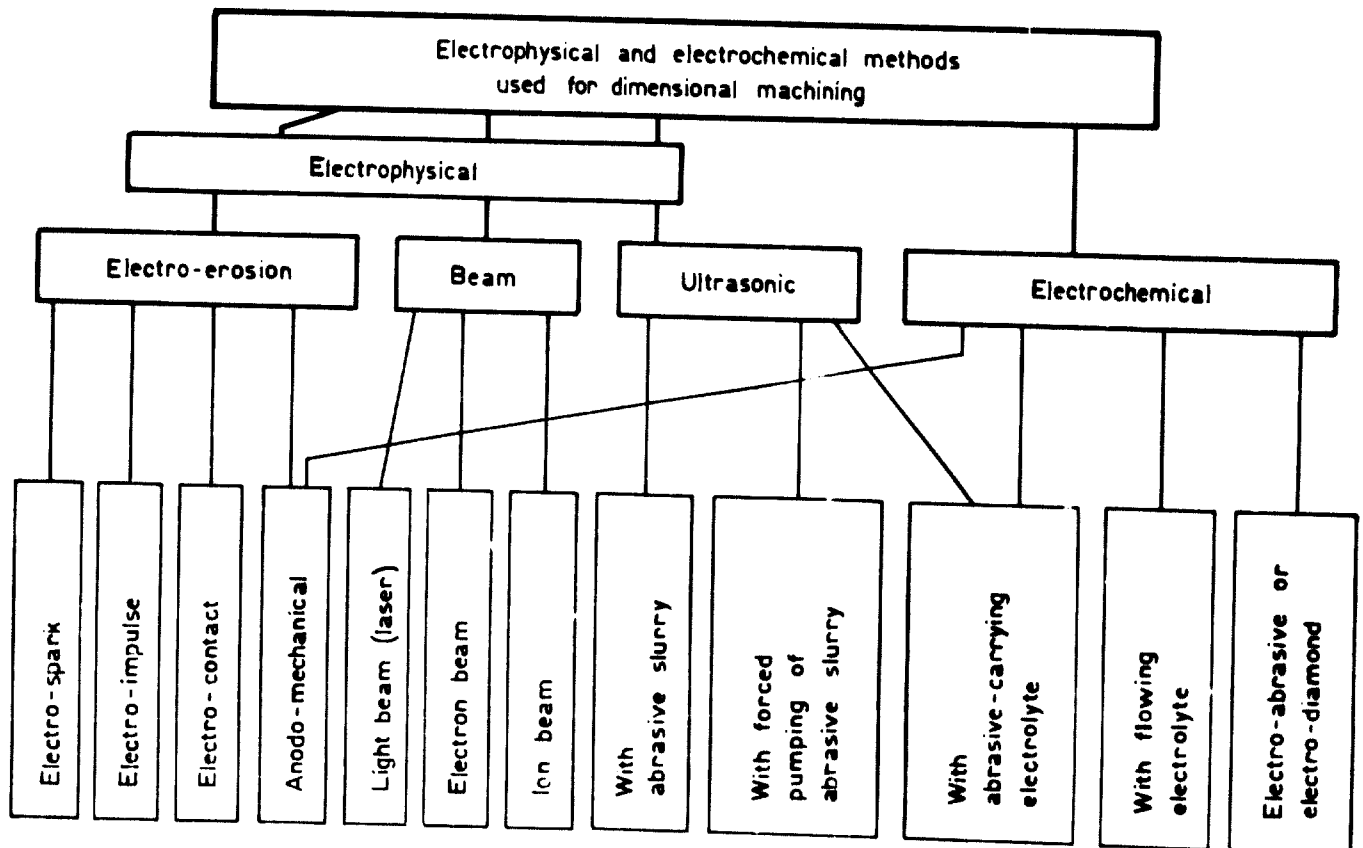 Electrophysical and electrochemical methods
used for dimensional machining
Electrophysical
Electro-erosion
Beam
Ultrasonic
Electrochemical
Electro-spark
Electro-impulse
Electro-contact
Anodo-mechanical
Light beam (laser)
Electron beam
Ion beam
With
abrasive slurry
With forced
pumping of
abrasive slurry
With
abrasive-carrying
electrolyte
With flowing
electrolyte
Electro-abrasive or
electro-diamond